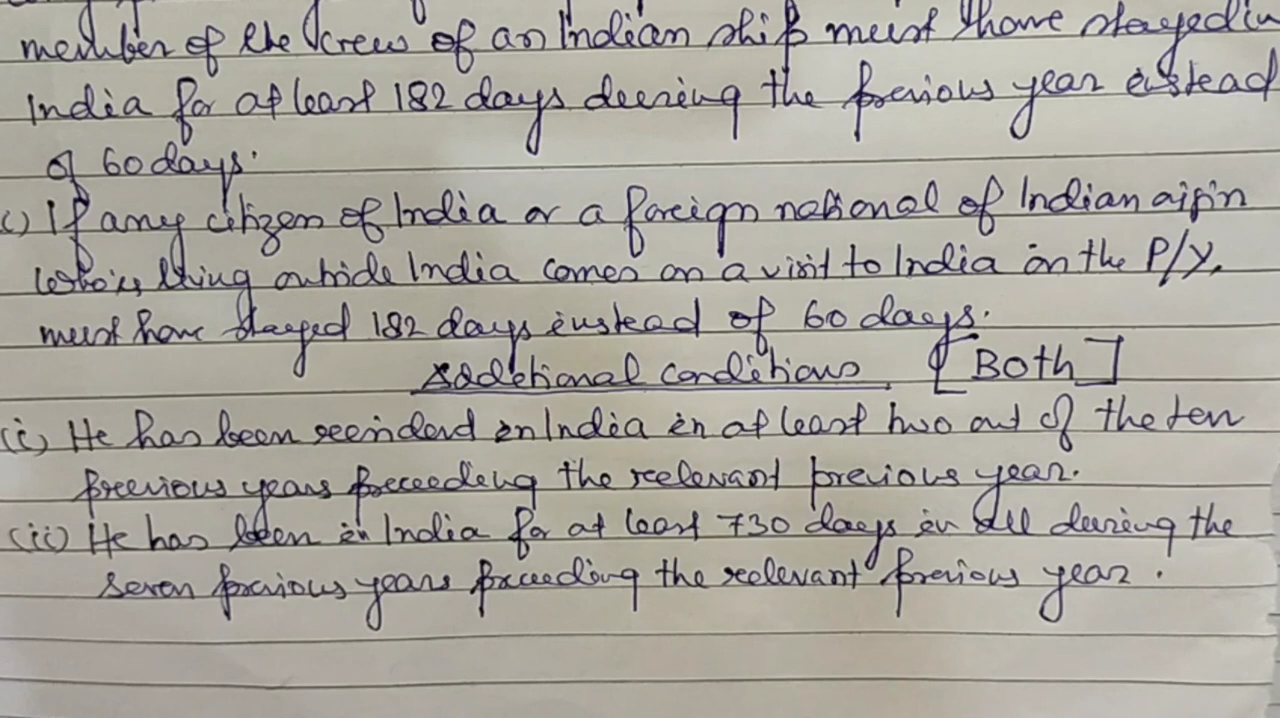 member of the crew of an Indian ship must have stayed in
India for at least 182 days during the previous year instead
of 60 days.
c) If any citizen of India or a foreign national of Indian aigin
who is living outside India comes on a visit to India in the P/Y,
must have stayed 182 days instead of 60 days.
Additional conditions [Both]
(i) He has been resident in India in at least two out of the ten
previous years preceeding the relevant previous year.
(ii) He has been in India for at least 730 days in all during the
seven previous years preceeding the relevant previous year.